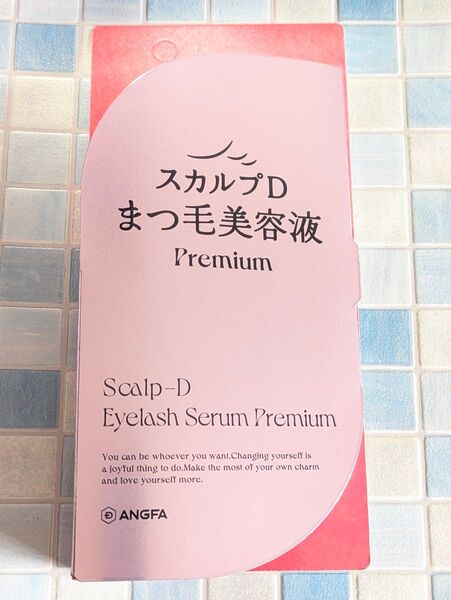 スカルプD
まつ毛美容液
Premium
Scalp-D
Eyelash Serum Premium
You can be whoever you want.Changing yourself is
a joyful thing to do.Make the most of your own charm
and love yourself more.
ANGFA